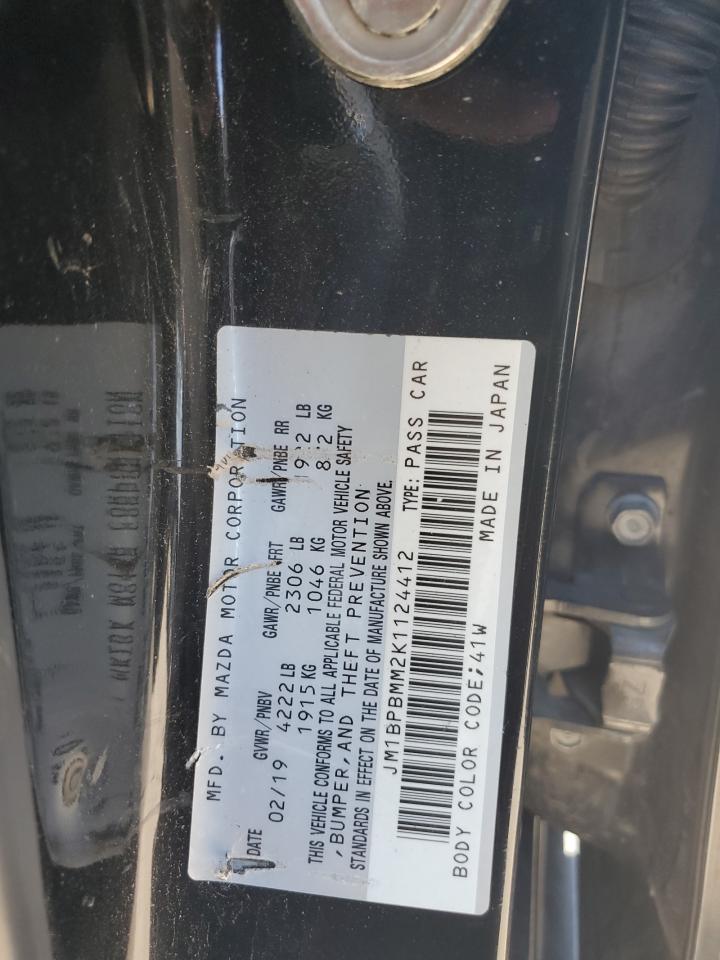 MFD. BY MAZDA MOTOR CORPORATION
DATE GVWR/PNBV GAWR/PNBE FRT GAWR/PNBE RR
02/19 4222 LB 2306 LB LB
1915 KG 1046 KG KG
THIS VEHICLE CONFORMS TO ALL APPLICABLE FEDERAL MOTOR VEHICLE SAFETY
, BUMPER, AND THEFT PREVENTION
STANDARDS IN EFFECT ON THE DATE OF MANUFACTURE SHOWN ABOVE.
JM1BPBMM2K1124412 TYPE: PASS CAR
BODY COLOR CODE:41W MADE IN JAPAN